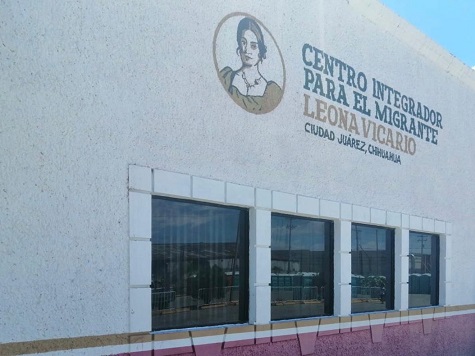 CENTRO INTEGRADOR
PARA EL MIGRANTE
LEONA VICARIO
CIUDAD JUÁREZ, CHIHUAHUA